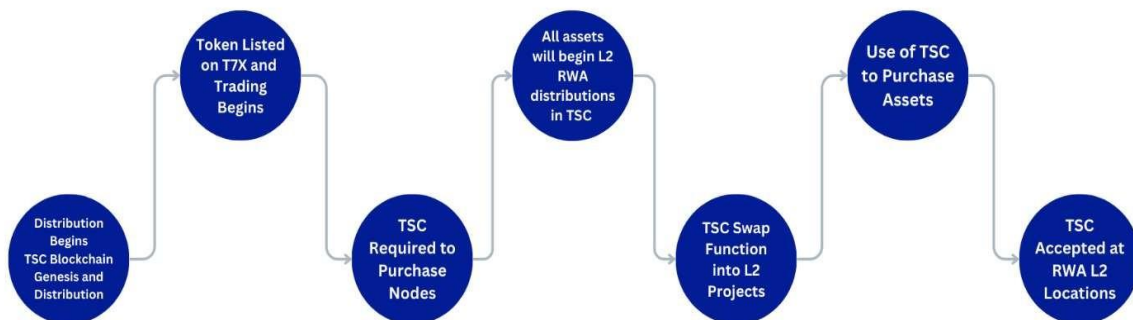 Distribution
Begins
TSC Blockchain
Genesis and
Distribution
Token Listed
on T7X and
Trading
Begins
TSC
Required to
Purchase
Nodes
All assets
will begin L2
RWA
distributions
in TSC
TSC Swap
Function
into L2
Projects
Use of TSC
to Purchase
Assets
TSC
Accepted at
RWA L2
Locations